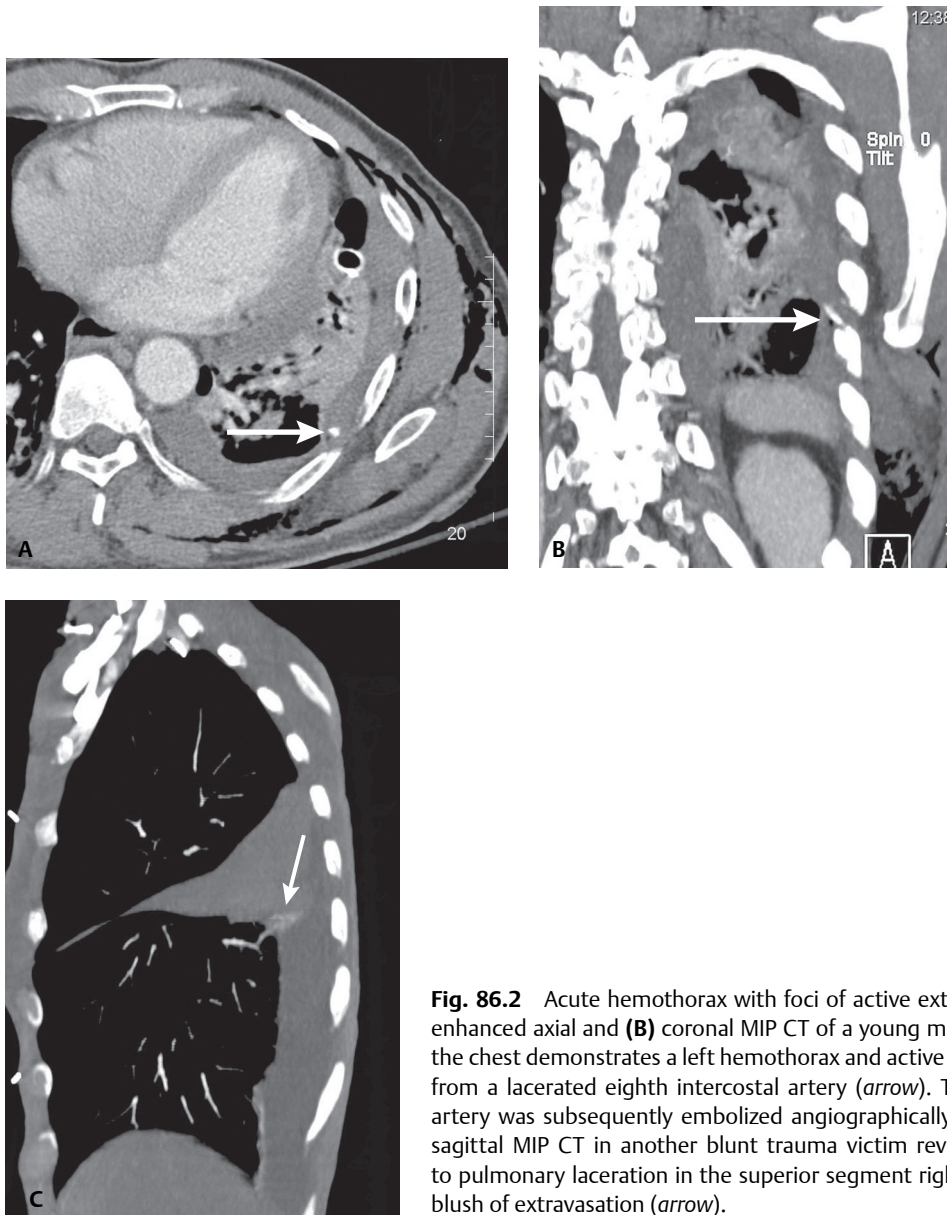 12:38
Spin 0
Tilt
A
20
B
A
C
Fig. 86.2 Acute hemothorax with foci of active ext
enhanced axial and (B) coronal MIP CT of a young m
the chest demonstrates a left hemothorax and active
from a lacerated eighth intercostal artery (arrow). T
artery was subsequently embolized angiographically
sagittal MIP CT in another blunt trauma victim rev
to pulmonary laceration in the superior segment righ
blush of extravasation (arrow).